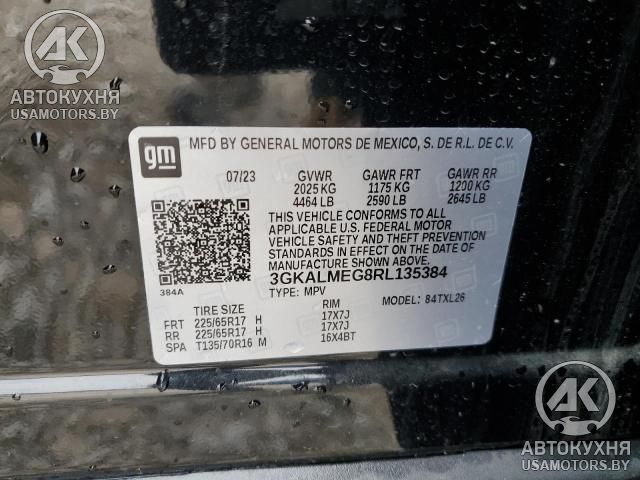 AK
АВТОКУХНЯ
USAMOTORS.BY
gm
MFD BY GENERAL MOTORS DE MEXICO, S. DE R.L. DE C.V.
07/23 GVWR GAWR FRT GAWR RR
2025 KG 1175 KG 1200 KG
4464 LB 2590 LB 2645 LB
THIS VEHICLE CONFORMS TO ALL
APPLICABLE U.S. FEDERAL MOTOR
VEHICLE SAFETY AND THEFT PREVENTION
STANDARDS IN EFFECT ON THE DATE OF
MANUFACTURE SHOWN ABOVE.
3GKALMEG8RL135384
384A
TYPE: MPV MODEL: 84TXL26
TIRE SIZE RIM
FRT 225/65R17 H 17X7J
RR 225/65R17 H 17X7J
SPA T135/70R16 M 16X4BT
AK
АВТОКУХНЯ
USAMOTORS.BY